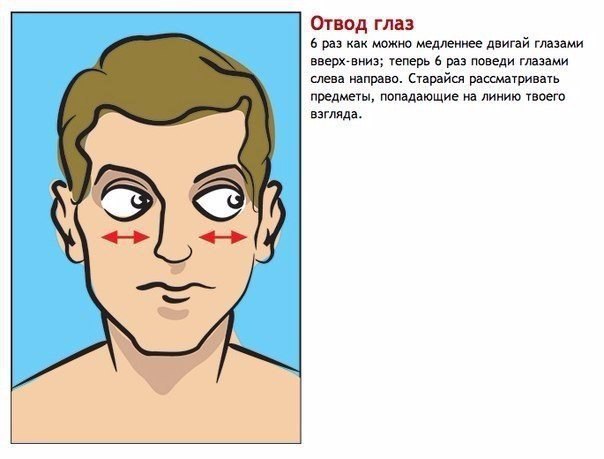 Отвод глаз
6 раз как можно медленнее двигай глазами
вверх-вниз; теперь 6 раз поведи глазами
слева направо. Старайся рассматривать
предметы, попадающие на линию твоего
взгляда.